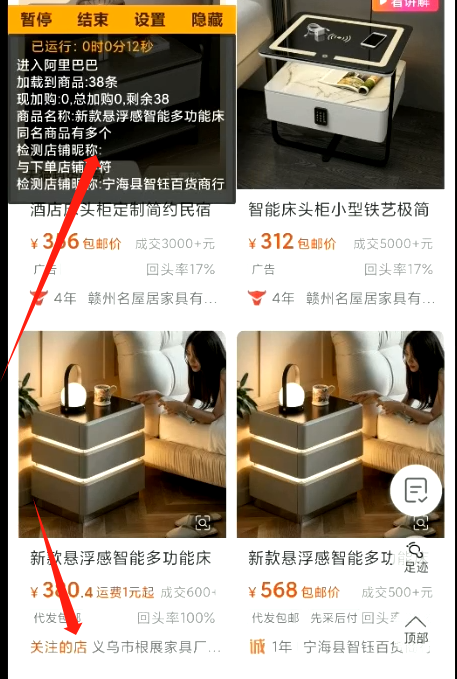 暂停 结束 设置 隐藏
看讲解
已运行：0时0分12秒
进入阿里巴巴
加载到商品:38条
现加购:0,总加购0,剩余38
商品名称:新款悬浮感智能多功能床
同名商品有多个
检测店铺昵称:
与下单店铺 符
检测店铺昵称:宁海县智钰百货商行
酒店床头柜定制简约民宿
¥ 356 包邮价 成交3000+元
广告 回头率17%
4年 赣州名屋居家具有...
智能床头柜小型铁艺极简
¥ 312 包邮价 成交5000+元
广告 回头率17%
4年 赣州名屋居家具有...
新款悬浮感智能多功能床
¥ 3 0.4 运费1元起 成交600+
代发包邮 回头率100%
关注的店 义乌市根展家具厂...
新款悬浮感智能多功
¥ 568 包邮价 成交500+元
代发包邮 先采后付 回头
诚 1年 宁海县智钰百货
足迹
顶部